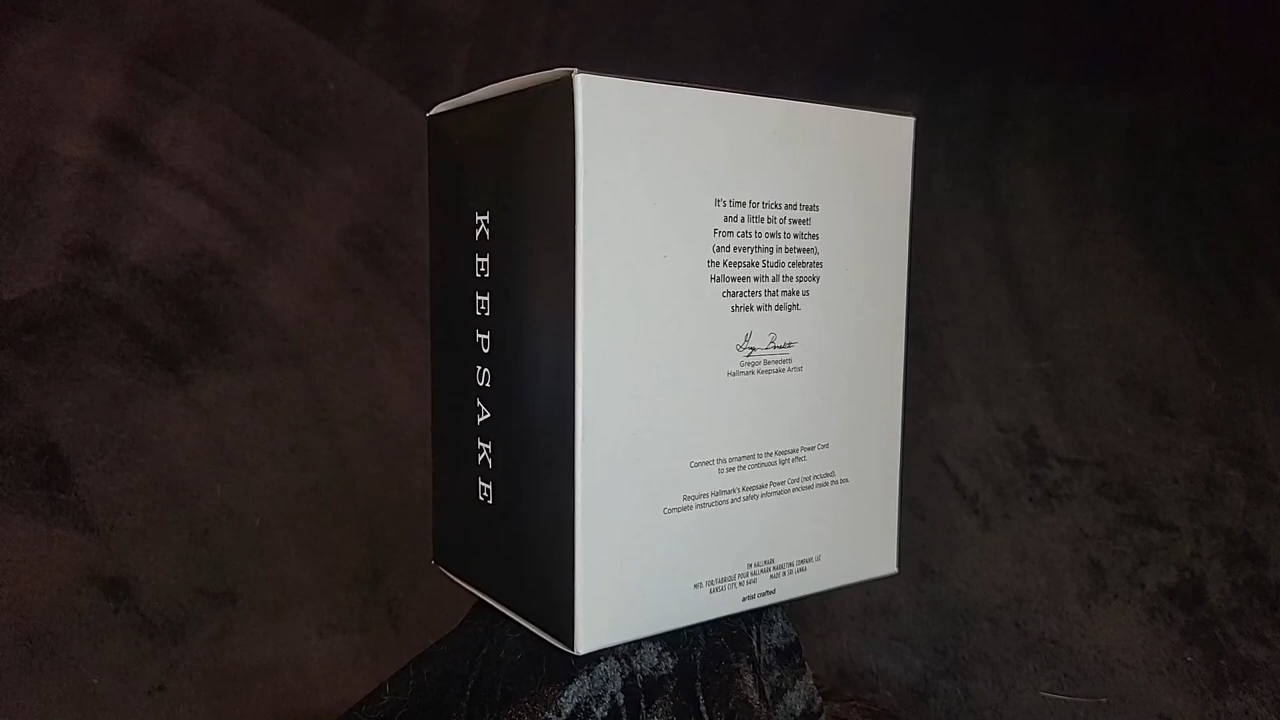 KEEPSAKE
It's time for tricks and treats
and a little bit of sweet!
From cats to owls to witches
(and everything in between),
the Keepsake Studio celebrates
Halloween with all the spooky
characters that make us
shriek with delight.
Gregor Benedetti
Gregor Benedetti
Hallmark Keepsake Artist
Connect this ornament to the Keepsake Power Cord
to see the continuous light effect.
Requires Hallmark's Keepsake Power Cord (not included).
Complete instructions and safety information enclosed inside this box.
TM HALLMARK
MFD. FOR/FABRIQUÉ POUR HALLMARK MARKETING COMPANY, LLC
KANSAS CITY, MO 64141 MADE IN SRI LANKA
artist crafted